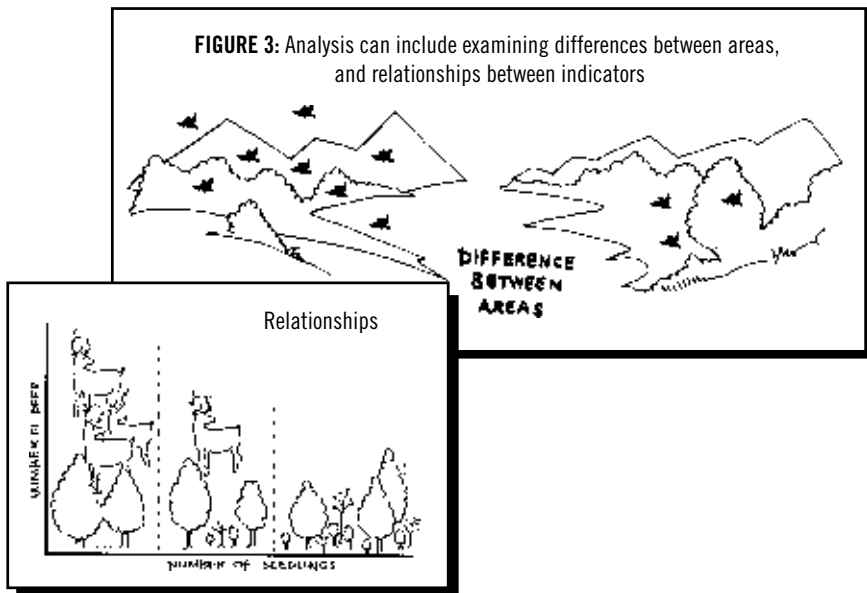 FIGURE 3: Analysis can include examining differences between areas,
and relationships between indicators
DIFFERENCE
BETWEEN
AREAS
Relationships
NUMBER OF DEER
NUMBER OF SEEDLINGS